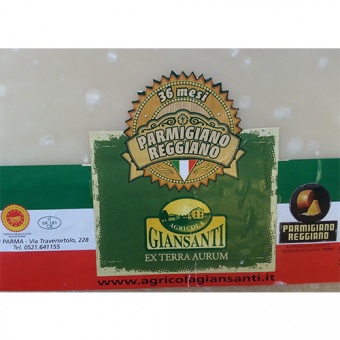 36 mesi
PARMIGIANO
REGGIANO
AGRICOLA
GIANSANTI
EX TERRA AURUM
PARMA - Via Traversetolo, 228
Tel. 0521.641155
PARMIGIANO
REGGIANO
www.agricolagiansanti.it